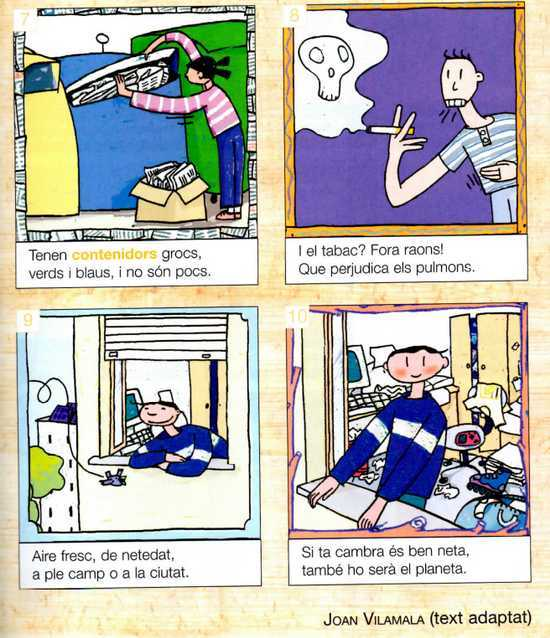 7
Tenen contenidors grocs,
verds i blaus, i no són pocs.
8
I el tabac? Fora raons!
Que perjudica els pulmons.
9
Aire fresc, de netedat,
a ple camp o a la ciutat.
10
Si ta cambra és ben neta,
també ho serà el planeta.
JOAN VILAMALA (text adaptat)